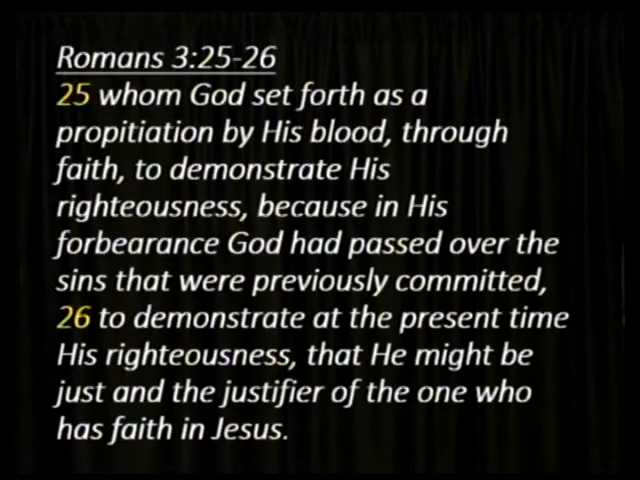 Romans 3:25-26
25 whom God set forth as a
propitiation by His blood, through
faith, to demonstrate His
righteousness, because in His
forbearance God had passed over the
sins that were previously committed,
26 to demonstrate at the present time
His righteousness, that He might be
just and the justifier of the one who
has faith in Jesus.